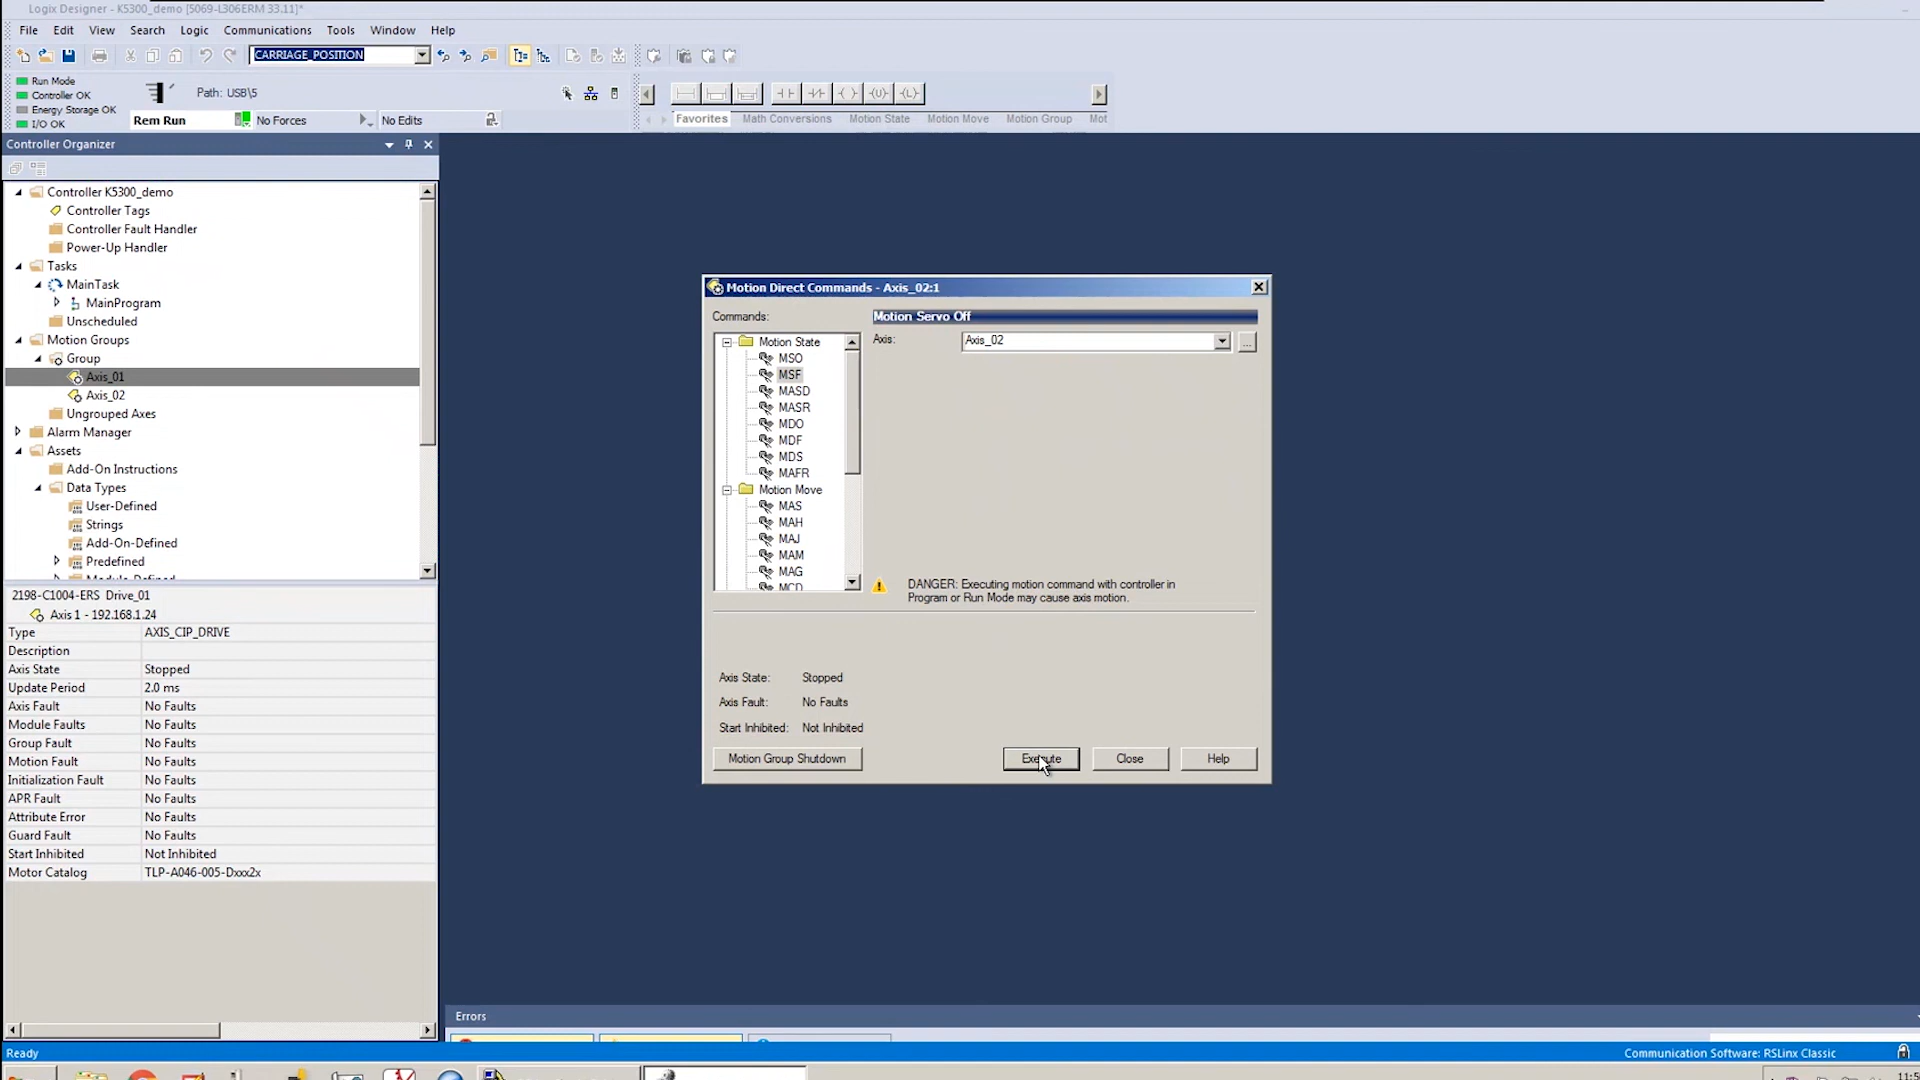 Logix Designer - K5300_demo [5069-L306ERM 33.11]*
File Edit View Search Logic Communications Tools Window Help
CARRIAGE_POSITION
Run Mode
Controller OK
Energy Storage OK
I/O OK
Path: USB\5
Rem Run No Forces No Edits
Favorites Math Conversions Motion State Motion Move Motion Group Mot
Controller Organizer
Controller K5300_demo
Controller Tags
Controller Fault Handler
Power-Up Handler
Tasks
MainTask
MainProgram
Unscheduled
Motion Groups
Group
Axis_01
Axis_02
Ungrouped Axes
Alarm Manager
Assets
Add-On Instructions
Data Types
User-Defined
Strings
Add-On-Defined
Predefined
Module-Defined
2198-C1004-ERS Drive_01
Axis 1 - 192.168.1.24
Type AXIS_CIP_DRIVE
Description
Axis State Stopped
Update Period 2.0 ms
Axis Fault No Faults
Module Faults No Faults
Group Fault No Faults
Motion Fault No Faults
Initialization Fault No Faults
APR Fault No Faults
Attribute Error No Faults
Guard Fault No Faults
Start Inhibited Not Inhibited
Motor Catalog TLP-A046-005-Dxxx2x
Motion Direct Commands - Axis_02:1
Commands:
Motion State
MSO
MSF
MASD
MASR
MDO
MDF
MDS
MAFR
Motion Move
MAS
MAH
MAJ
MAM
MAG
MCD
Motion Servo Off
Axis: Axis_02 ...
DANGER: Executing motion command with controller in
Program or Run Mode may cause axis motion.
Axis State: Stopped
Axis Fault: No Faults
Start Inhibited: Not Inhibited
Motion Group Shutdown Execute Close Help
Errors
Ready
Communication Software: RSLinx Classic